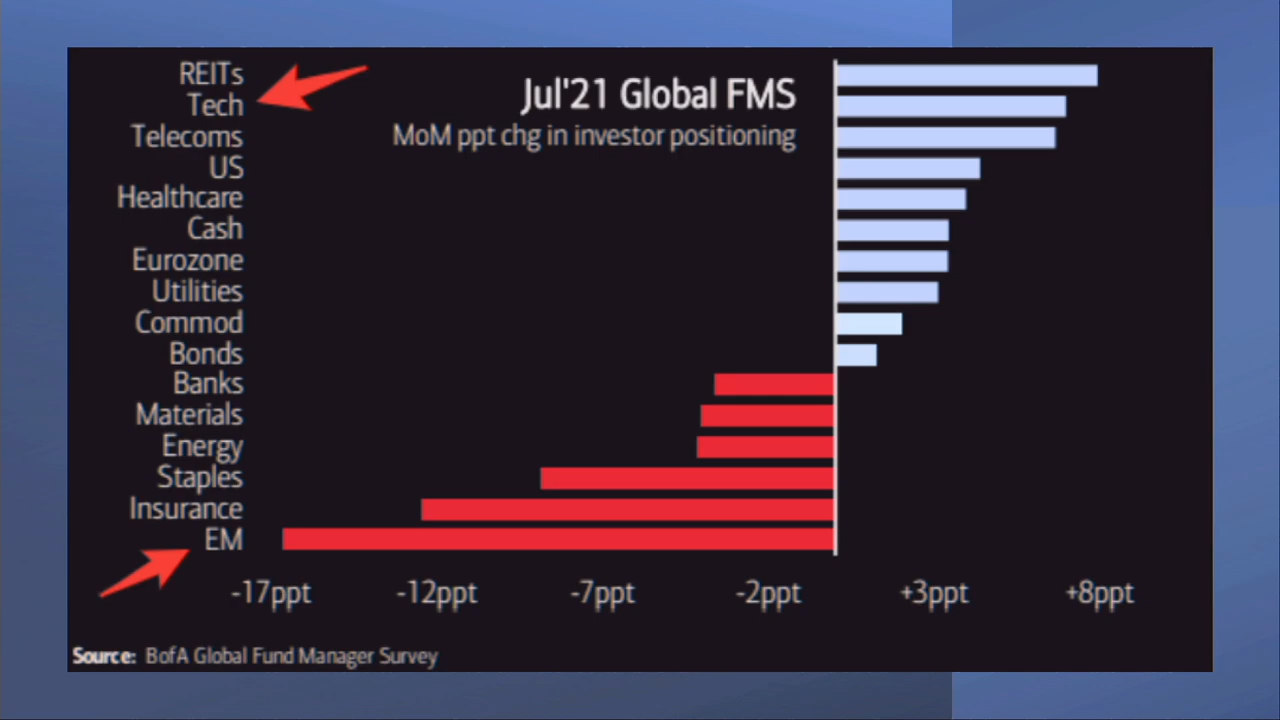 Jul'21 Global FMS
MoM ppt chg in investor positioning
REITs
Tech
Telecoms
US
Healthcare
Cash
Eurozone
Utilities
Commod
Bonds
Banks
Materials
Energy
Staples
Insurance
EM
-17ppt -12ppt -7ppt -2ppt +3ppt +8ppt
Source: BofA Global Fund Manager Survey